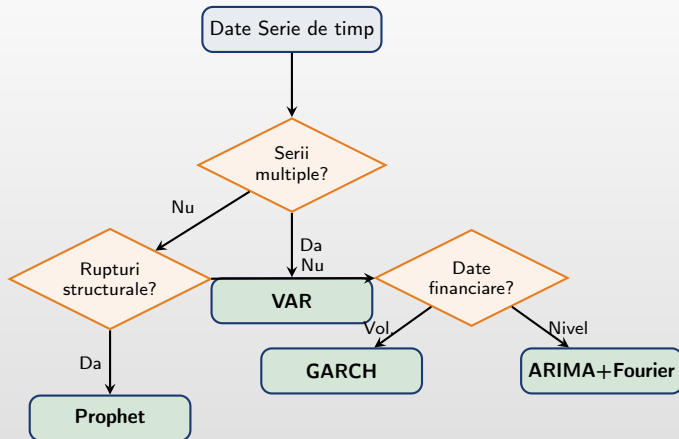 Date Serie de timp
Serii
multiple?
Nu
Da
Nu
Rupturi
structurale?
Date
financiare?
VAR
Vol.
Nivel
GARCH
ARIMA+Fourier
Da
Prophet